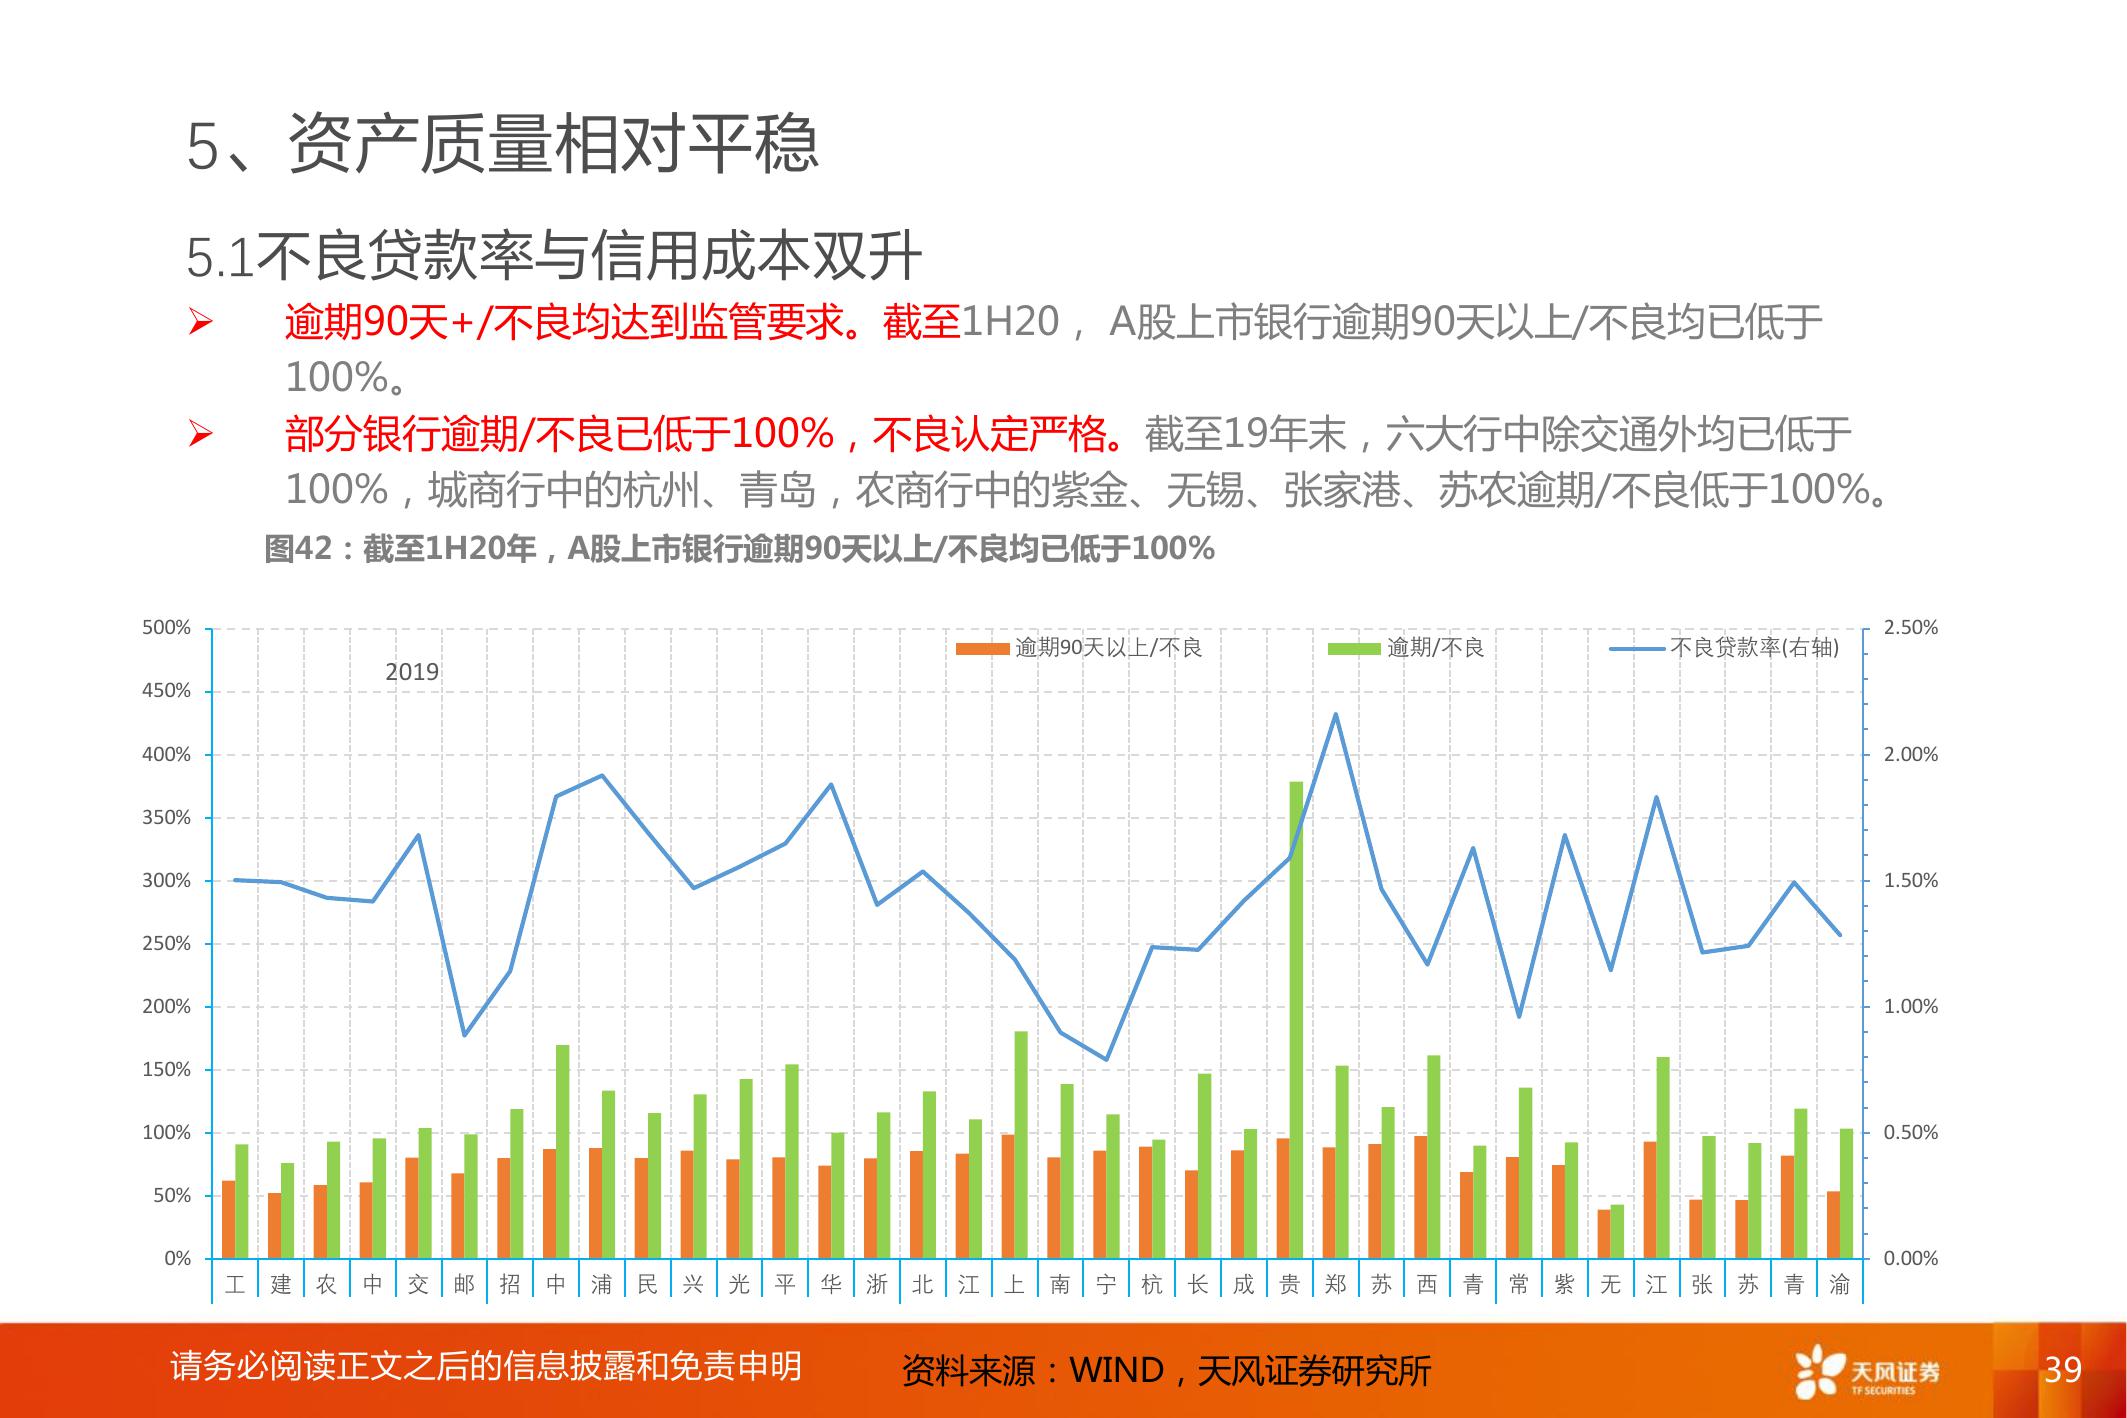 5、资产质量相对平稳
5.1不良贷款率与信用成本双升
逾期90天+/不良均达到监管要求。截至1H20，A股上市银行逾期90天以上/不良均已低于
100%。
部分银行逾期/不良已低于100%，不良认定严格。截至19年末，六大行中除交通外均已低于
100%，城商行中的杭州、青岛，农商行中的紫金、无锡、张家港、苏农逾期/不良低于100%。
图42：截至1H20年，A股上市银行逾期90天以上/不良均已低于100%
500% 2.50%
逾期90天以上/不良 逾期/不良 不良贷款率(右轴)
2019
450%
400% 2.00%
350%
300% 1.50%
250%
200% 1.00%
150%
100% 0.50%
50%
0% 0.00%
工 建 农 中 交 邮 招 中 浦 民 兴 光 平 华 浙 北 江 上 南 宁 杭 长 成 贵 郑 苏 西 青 常 紫 无 江 张 苏 青 渝
请务必阅读正文之后的信息披露和免责申明
资料来源：WIND，天风证券研究所
天风证券
TF SECURITIES
39